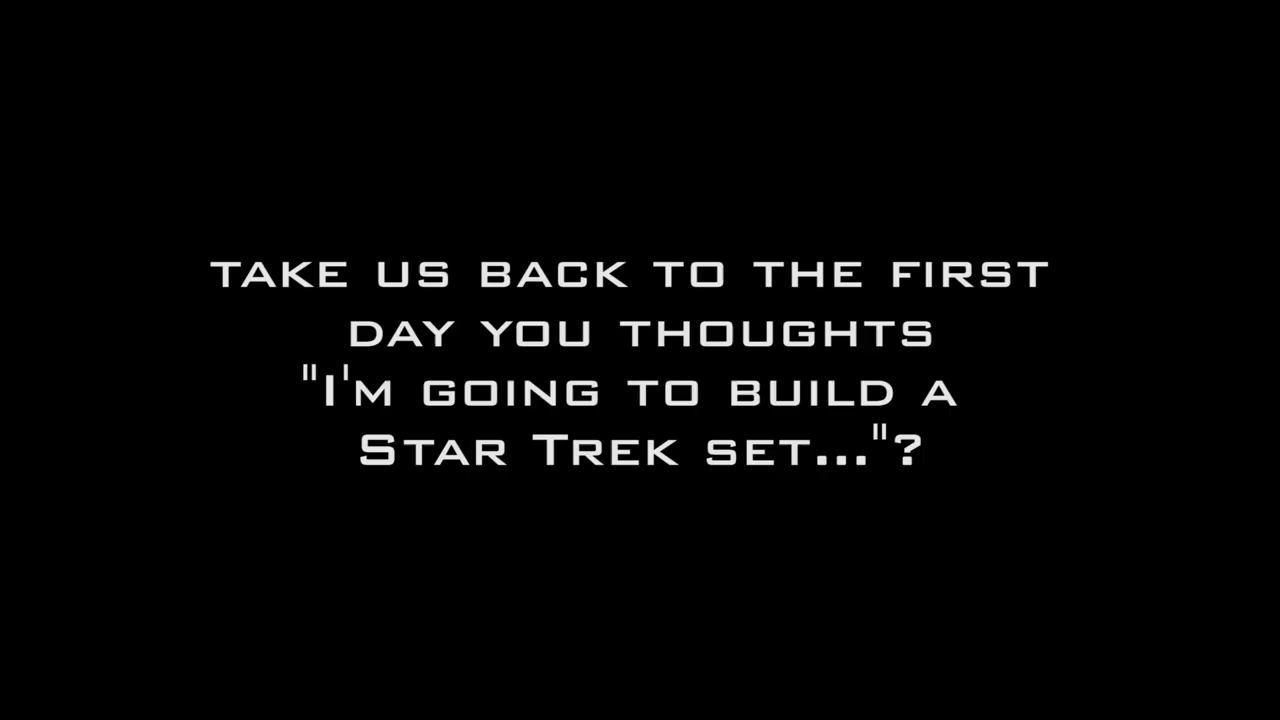 TAKE US BACK TO THE FIRST
DAY YOU THOUGHTS
"I'M GOING TO BUILD A
STAR TREK SET..."?